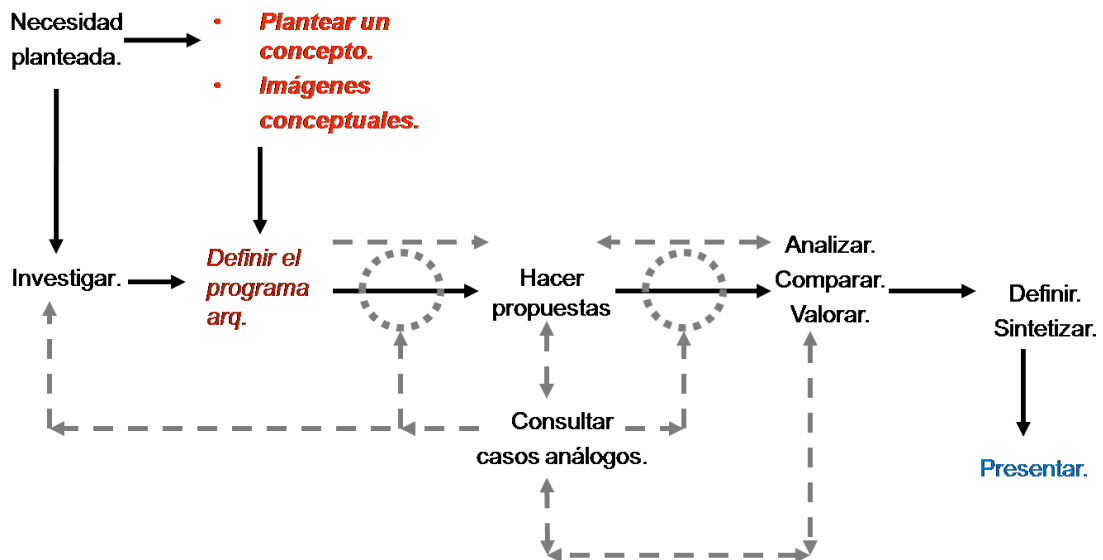 Necesidad
planteada.
• Plantear un
concepto.
• Imágenes
conceptuales.
Investigar.
Definir el
programa
arq.
Hacer
propuestas
Analizar.
Comparar.
Valorar.
Definir.
Sintetizar.
Consultar
casos análogos.
Presentar.